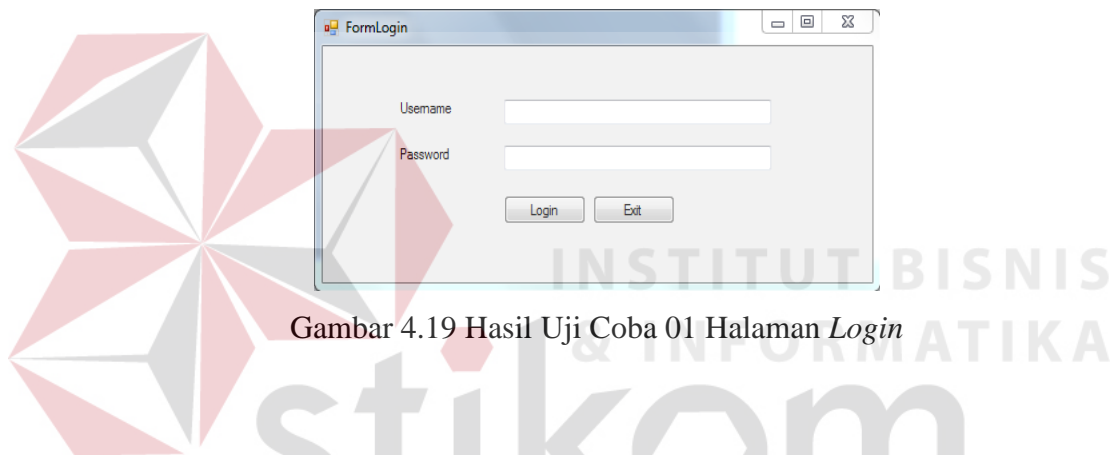 FormLogin
Username
Password
Login Exit
INSTITUT BISNIS
Gambar 4.19 Hasil Uji Coba 01 Halaman Login
& INFORMATIKA
stikom